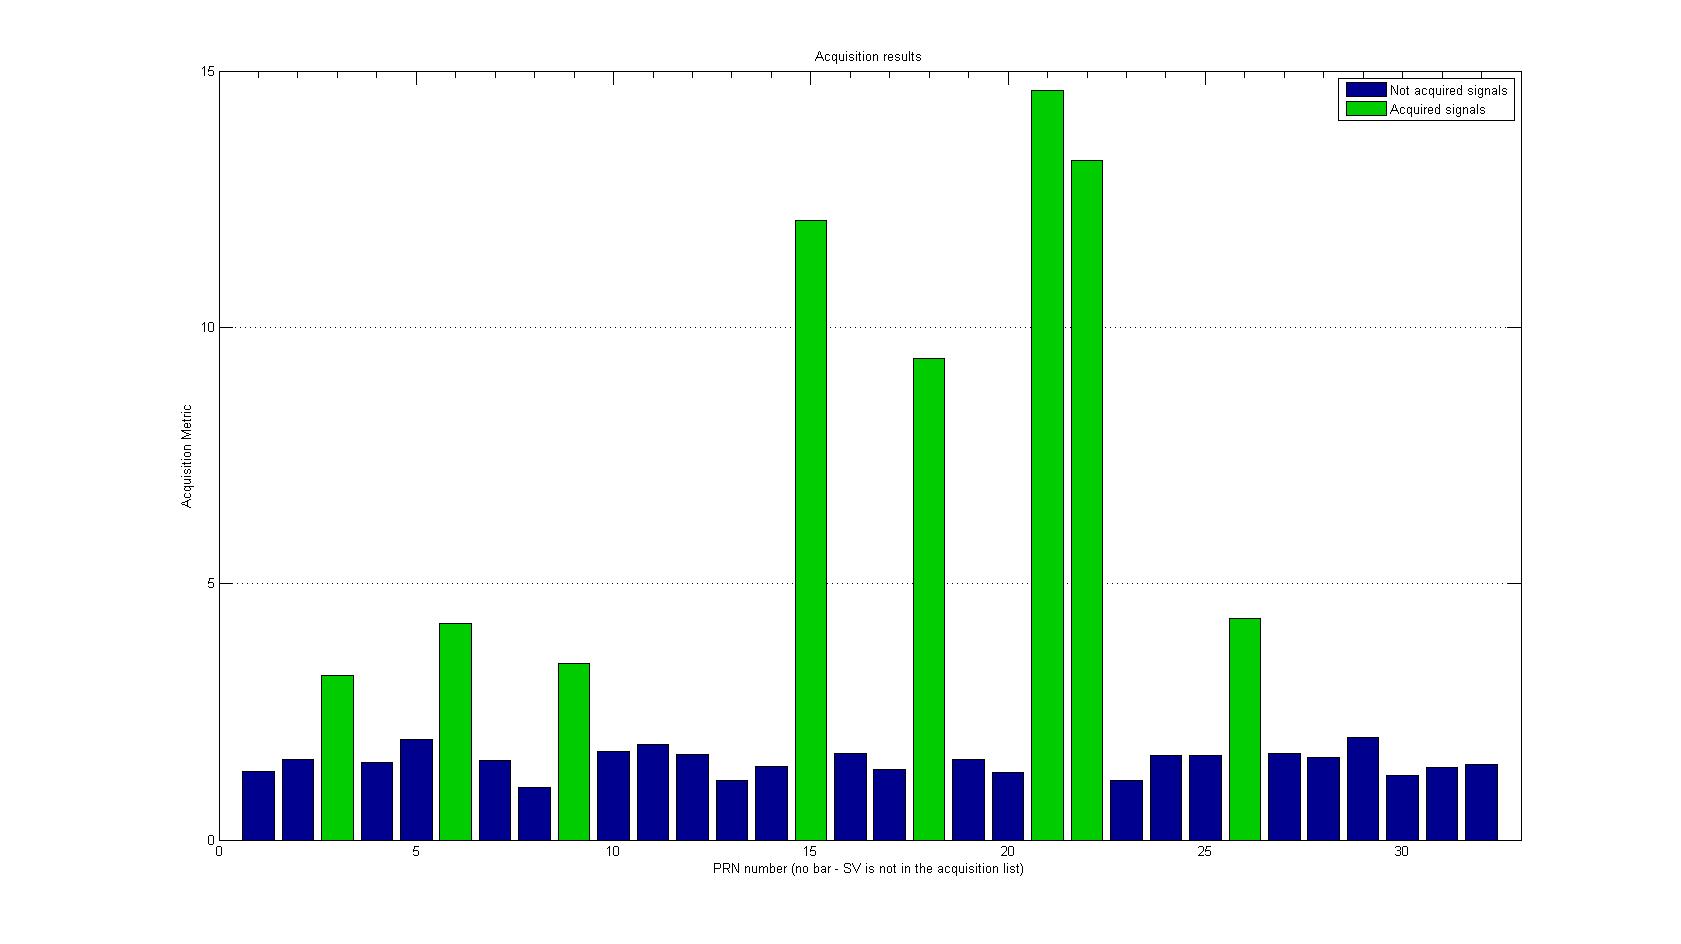 Acquisition results
15
Not acquired signals
Acquired signals
10
5
0
Acquisition Metric
0 5 10 15 20 25 30
PRN number (no bar - SV is not in the acquisition list)